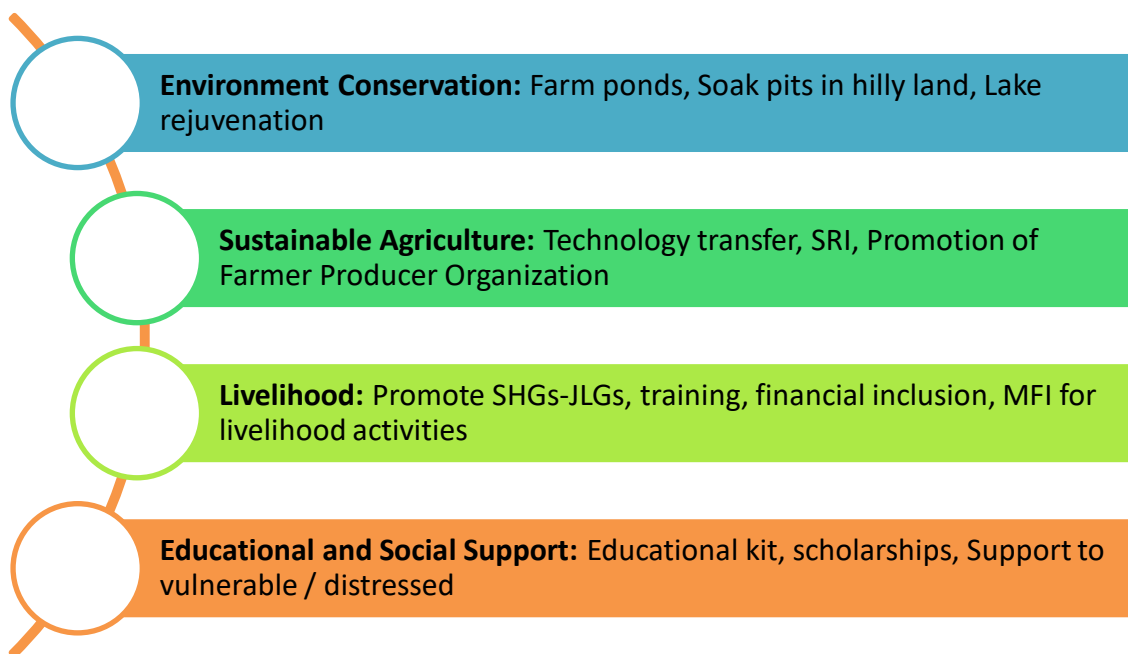 Environment Conservation: Farm ponds, Soak pits in hilly land, Lake
rejuvenation
Sustainable Agriculture: Technology transfer, SRI, Promotion of
Farmer Producer Organization
Livelihood: Promote SHGs-JLGs, training, financial inclusion, MFI for
livelihood activities
Educational and Social Support: Educational kit, scholarships, Support to
vulnerable / distressed